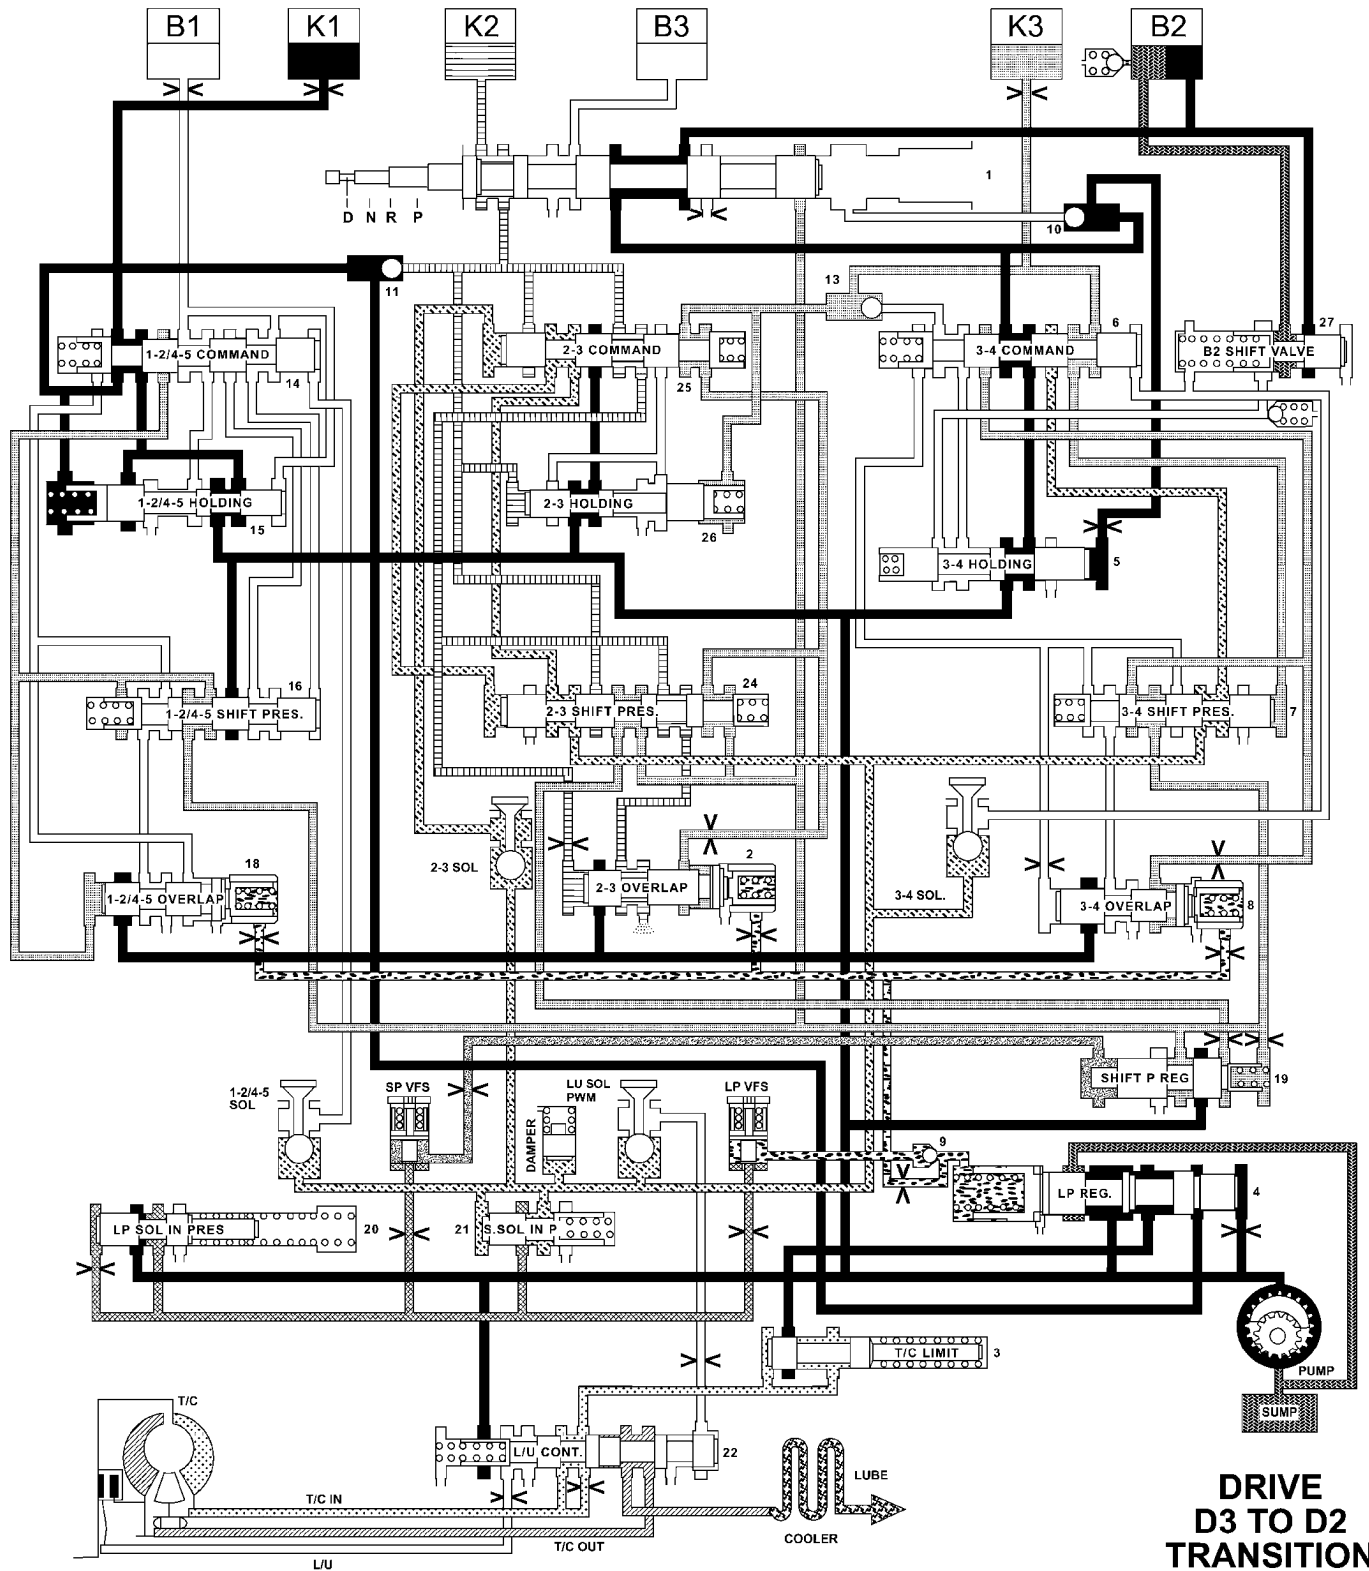 B1
K1
K2
B3
K3
B2
D N R P
1
10
11
13
6
27
1-2/4-5 COMMAND
2-3 COMMAND
3-4 COMMAND
B2 SHIFT VALVE
14
25
1-2/4-5 HOLDING
2-3 HOLDING
15
26
3-4 HOLDING
5
16
24
1-2/4-5 SHIFT PRES.
2-3 SHIFT PRES.
3-4 SHIFT PRES.
7
18
2-3 SOL
2
3-4 SOL.
1-2/4-5 OVERLAP
2-3 OVERLAP
3-4 OVERLAP
8
SHIFT P REG
19
1-2/4-5
SOL
SP VFS
LU SOL
PWM
LP VFS
DAMPER
9
LP REG.
4
LP SOL IN PRES
20
21
S.SOL IN P
T/C LIMIT
3
PUMP
SUMP
T/C
L/U CONT.
22
LUBE
T/C IN
COOLER
T/C OUT
L/U
DRIVE
D3 TO D2
TRANSITION